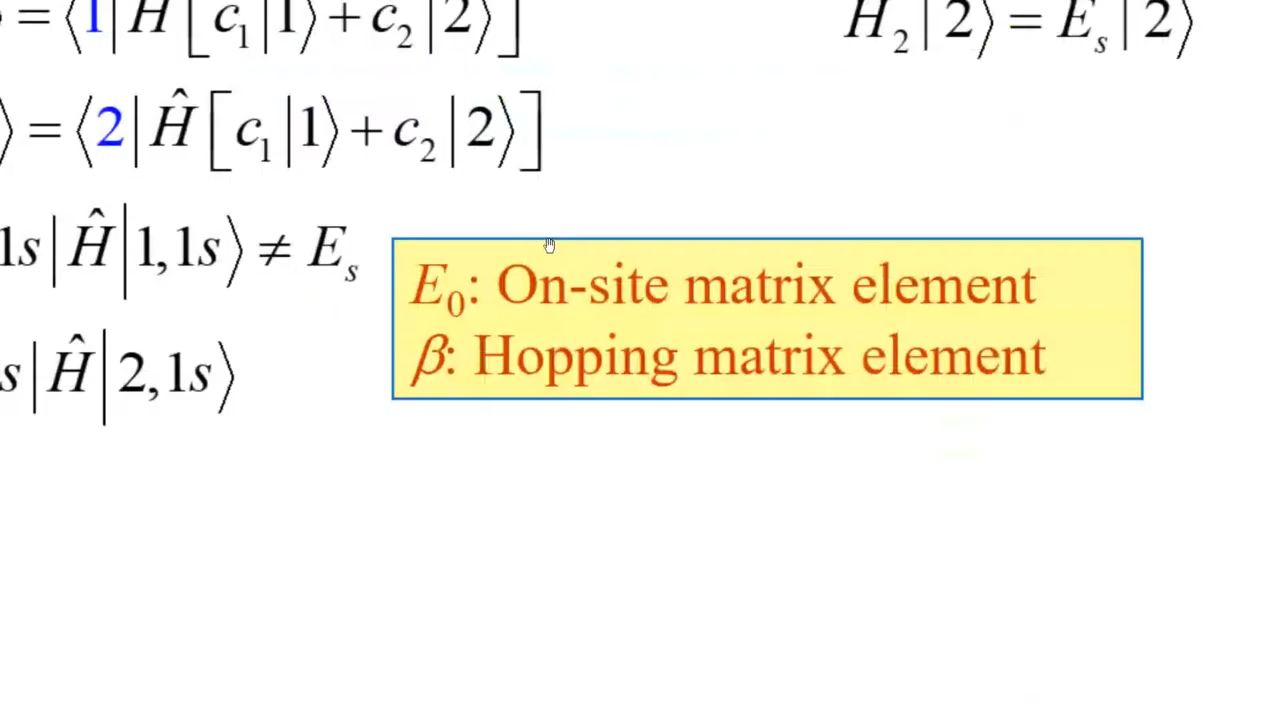 = ⟨1|H[c₁|1⟩ + c₂|2⟩]
H₂|2⟩ = Eₛ|2⟩
⟩ = ⟨2|Ĥ[c₁|1⟩ + c₂|2⟩]
1s|Ĥ|1,1s⟩ ≠ Eₛ
E₀: On-site matrix element
β: Hopping matrix element
s|Ĥ|2,1s⟩